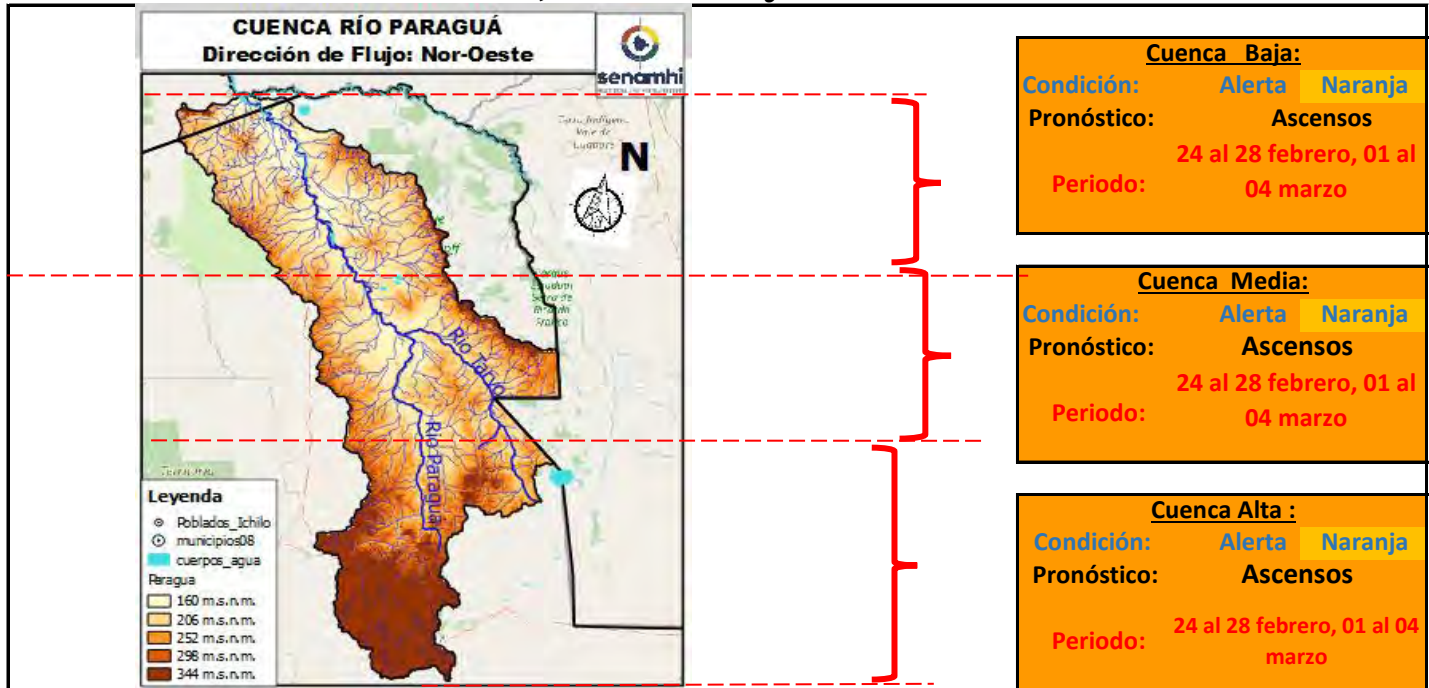 CUENCA RÍO PARAGUÁ
Dirección de Flujo: Nor-Oeste
senamhi
N
Río Tarvo
Río Paragua
Leyenda
Poblados_Ichilo
municipios08
cuerpos_agua
Paragua
160 m.s.n.m.
206 m.s.n.m.
252 m.s.n.m.
298 m.s.n.m.
344 m.s.n.m.
Cuenca Baja:
Condición: Alerta Naranja
Pronóstico: Ascensos
Periodo: 24 al 28 febrero, 01 al
04 marzo
Cuenca Media:
Condición: Alerta Naranja
Pronóstico: Ascensos
Periodo: 24 al 28 febrero, 01 al
04 marzo
Cuenca Alta :
Condición: Alerta Naranja
Pronóstico: Ascensos
Periodo: 24 al 28 febrero, 01 al 04
marzo